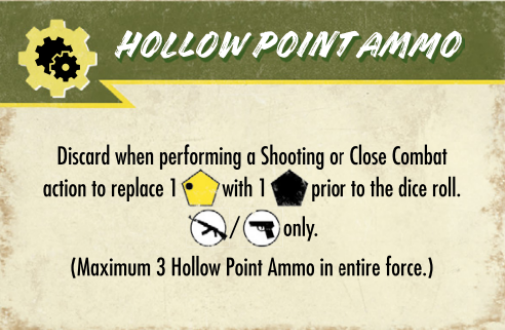 HOLLOW POINT AMMO
Discard when performing a Shooting or Close Combat
action to replace 1 with 1 prior to the dice roll.
/ only.
(Maximum 3 Hollow Point Ammo in entire force.)